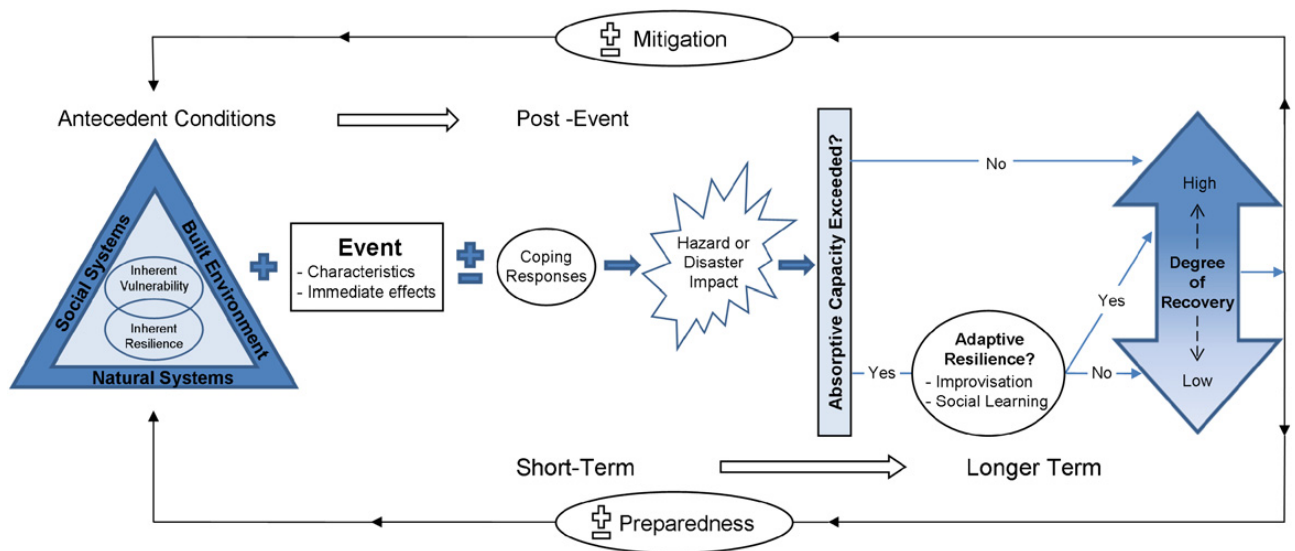 Mitigation
Antecedent Conditions
Post -Event
Social Systems
Built Environment
Natural Systems
Inherent
Vulnerability
Inherent
Resilience
Event
- Characteristics
- Immediate effects
Coping
Responses
Hazard or
Disaster
Impact
Absorptive Capacity Exceeded?
No
Yes
Adaptive
Resilience?
- Improvisation
- Social Learning
Yes
No
High
Degree
of
Recovery
Low
Short-Term
Longer Term
Preparedness